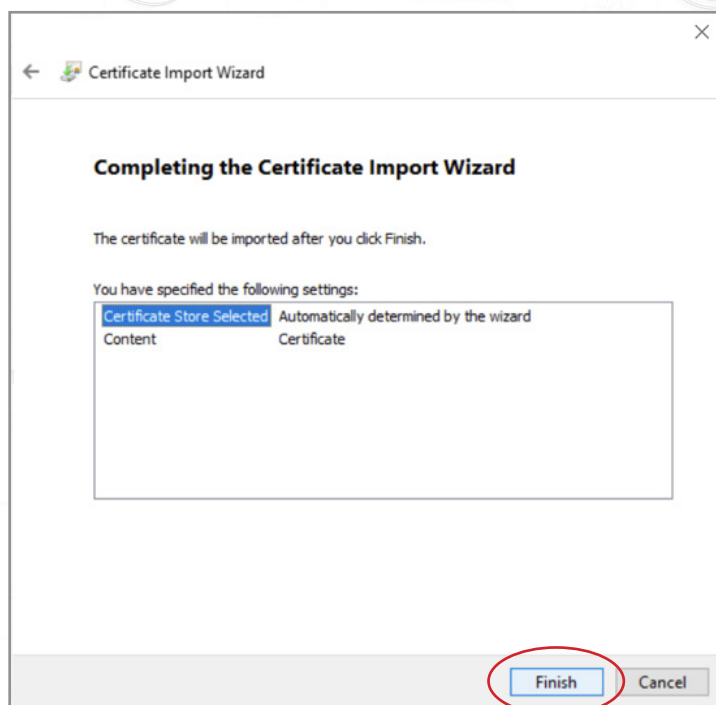 Certificate Import Wizard
Completing the Certificate Import Wizard
The certificate will be imported after you click Finish.
You have specified the following settings:
Certificate Store Selected Automatically determined by the wizard
Content Certificate
Finish Cancel